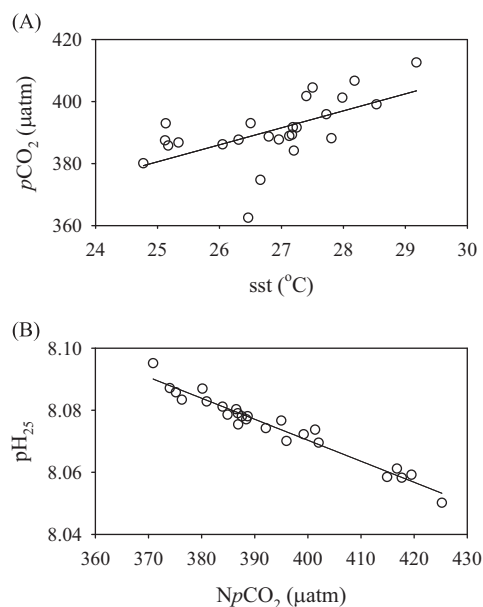 (A)
420
400
380
360
pCO₂ (µatm)
24 25 26 27 28 29 30
sst (°C)
(B)
8.10
8.08
8.06
8.04
pH₂₅
360 370 380 390 400 410 420 430
NpCO₂ (µatm)